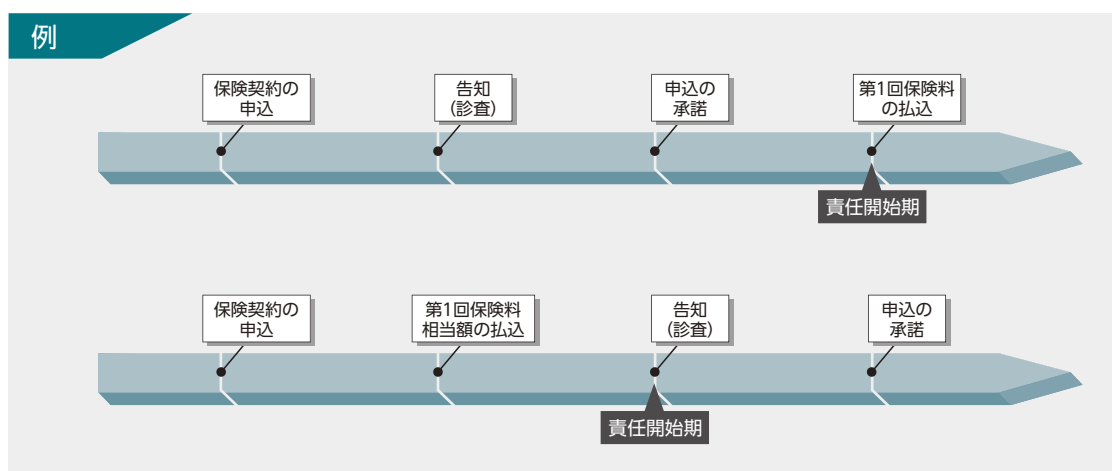 例
保険契約の
申込
告知
（診査）
申込の
承諾
第1回保険料
の払込
責任開始期
保険契約の
申込
第1回保険料
相当額の払込
告知
（診査）
申込の
承諾
責任開始期